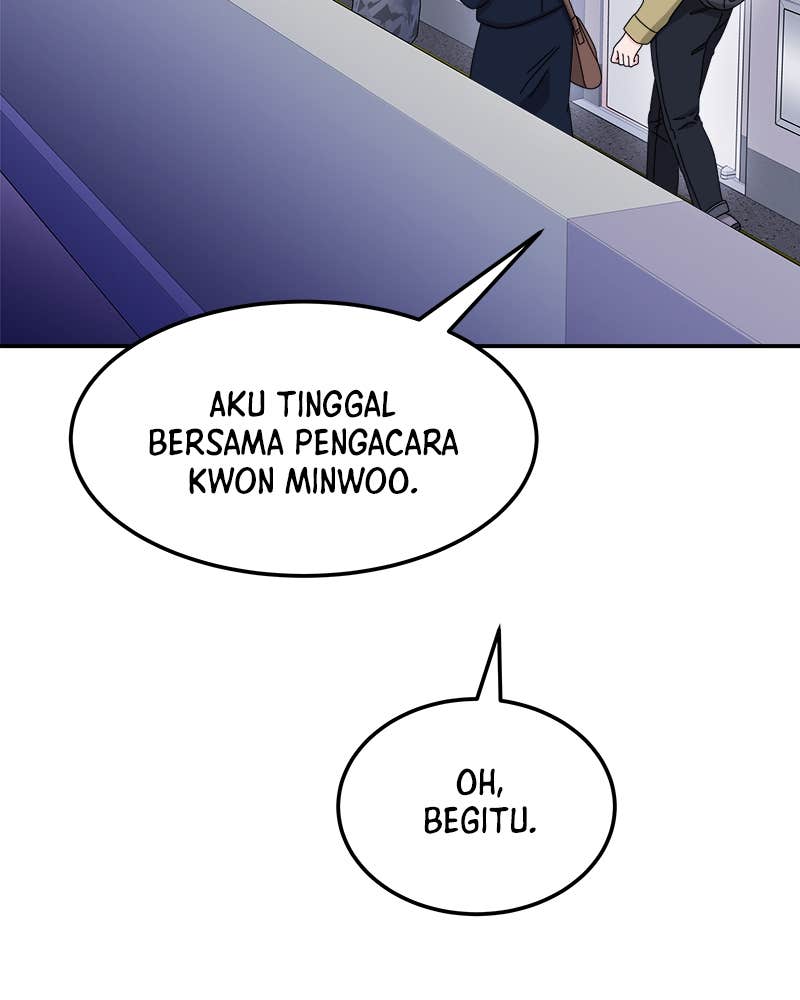 AKU TINGGAL
BERSAMA PENGACARA
KWON MINWOO.
OH,
BEGITU.